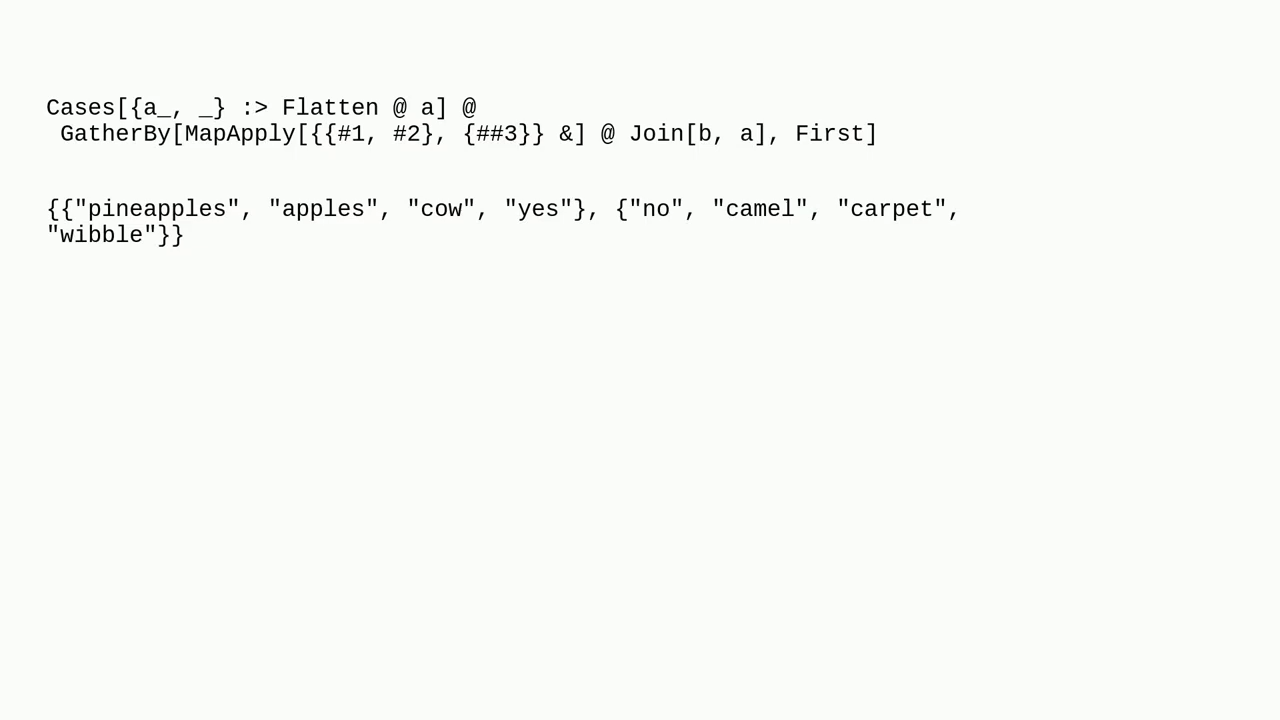 Cases[{a_, _} :> Flatten @ a] @
 GatherBy[MapApply[{{#1, #2}, {##3}} &] @ Join[b, a], First]
{{"pineapples", "apples", "cow", "yes"}, {"no", "camel", "carpet",
"wibble"}}